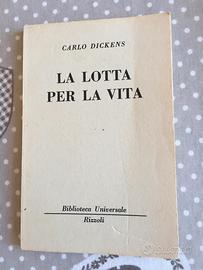 CARLO DICKENS
LA LOTTA
PER LA VITA
Biblioteca Universale
Rizzoli